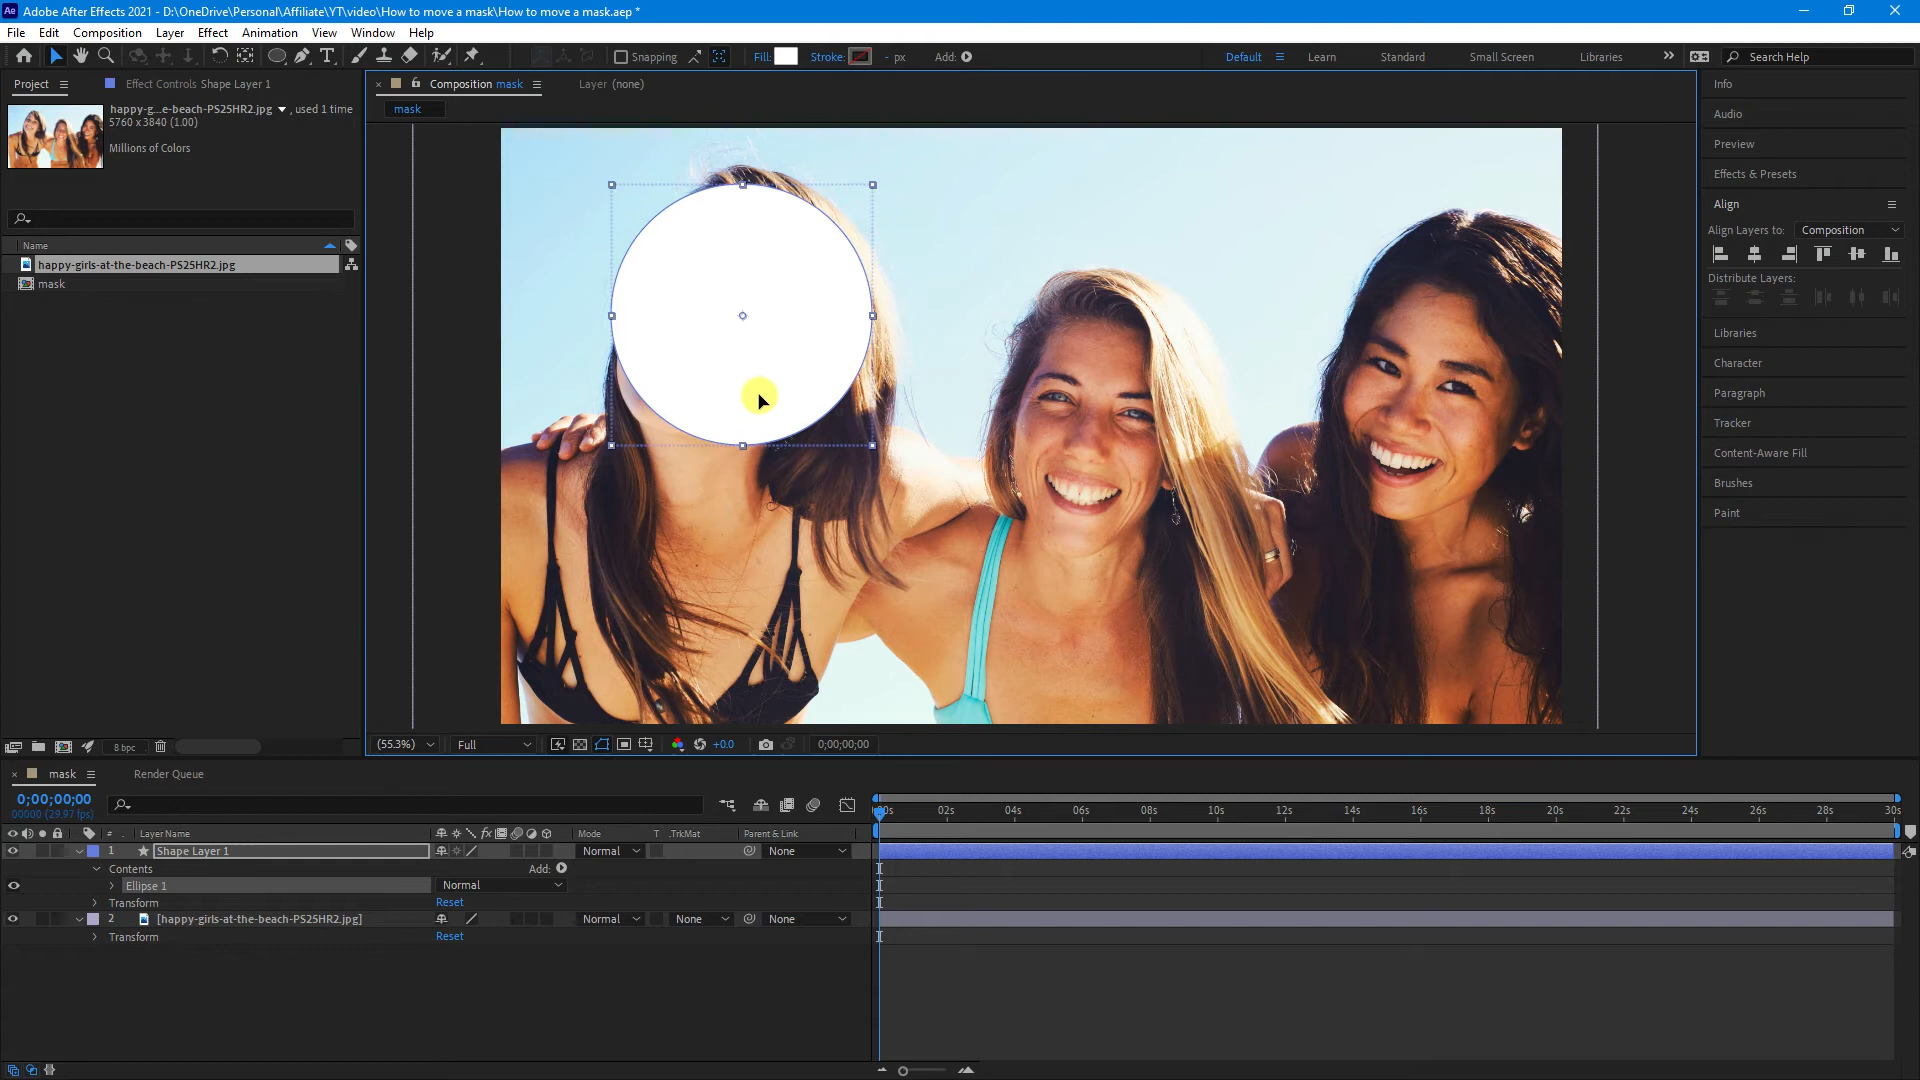 Adobe After Effects 2021 - D:\OneDrive\Personal\Affiliate\YT\video\How to move a mask\How to move a mask.aep *
File Edit Composition Layer Effect Animation View Window Help
Snapping Fill: Stroke: - px Add: Default Learn Standard Small Screen Libraries Search Help
Project Effect Controls Shape Layer 1
Composition mask Layer (none)
mask
happy-g...e-beach-PS25HR2.jpg , used 1 time
5760 x 3840 (1.00)
Millions of Colors
Name
happy-girls-at-the-beach-PS25HR2.jpg
mask
Info
Audio
Preview
Effects & Presets
Align
Align Layers to: Composition
Distribute Layers:
Libraries
Character
Paragraph
Tracker
Content-Aware Fill
Brushes
Paint
8 bpc
(55.3%) Full +0.0 0;00;00;00
mask Render Queue
0;00;00;00
00000 (29.97 fps)
:00s 02s 04s 06s 08s 10s 12s 14s 16s 18s 20s 22s 24s 26s 28s 30s
# . Layer Name fx Mode T .TrkMat Parent & Link
1 Shape Layer 1 Normal None
Contents Add:
Ellipse 1 Normal
Transform Reset
2 [happy-girls-at-the-beach-PS25HR2.jpg] Normal None None
Transform Reset